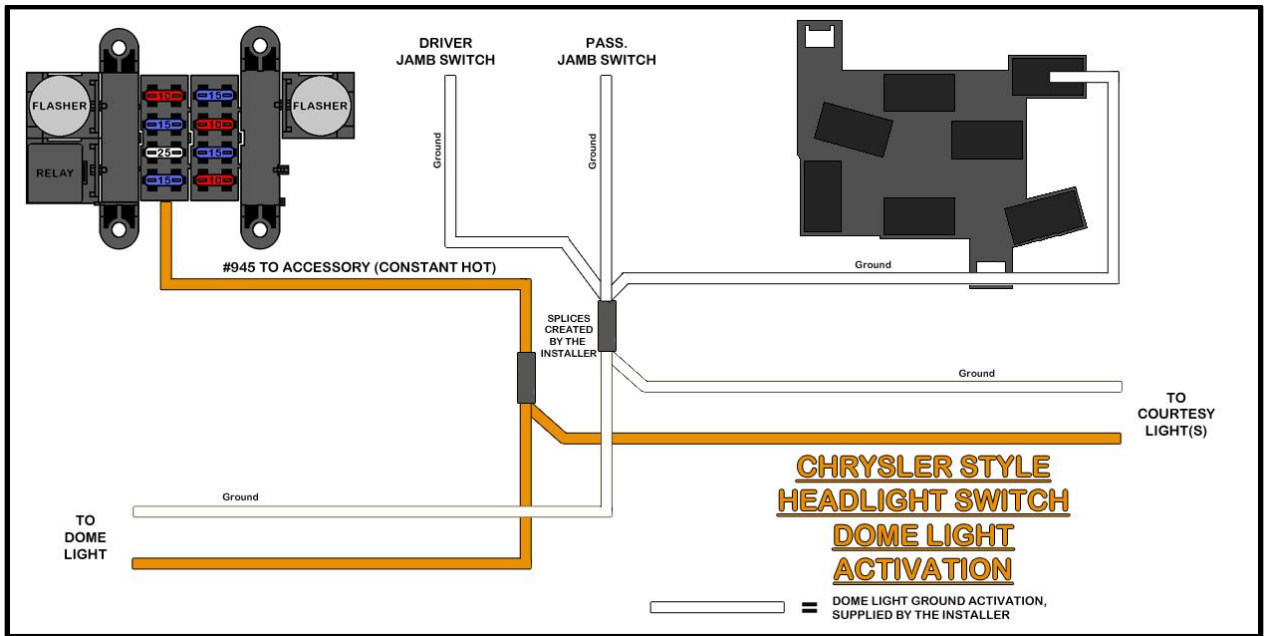 DRIVER
JAMB SWITCH
PASS.
JAMB SWITCH
FLASHER
FLASHER
RELAY
10
15
15
10
25
15
15
10
Ground
Ground
#945 TO ACCESSORY (CONSTANT HOT)
Ground
SPLICES
CREATED
BY THE
INSTALLER
Ground
TO
COURTESY
LIGHT(S)
Ground
TO
DOME
LIGHT
CHRYSLER STYLE
HEADLIGHT SWITCH
DOME LIGHT
ACTIVATION
= DOME LIGHT GROUND ACTIVATION,
SUPPLIED BY THE INSTALLER